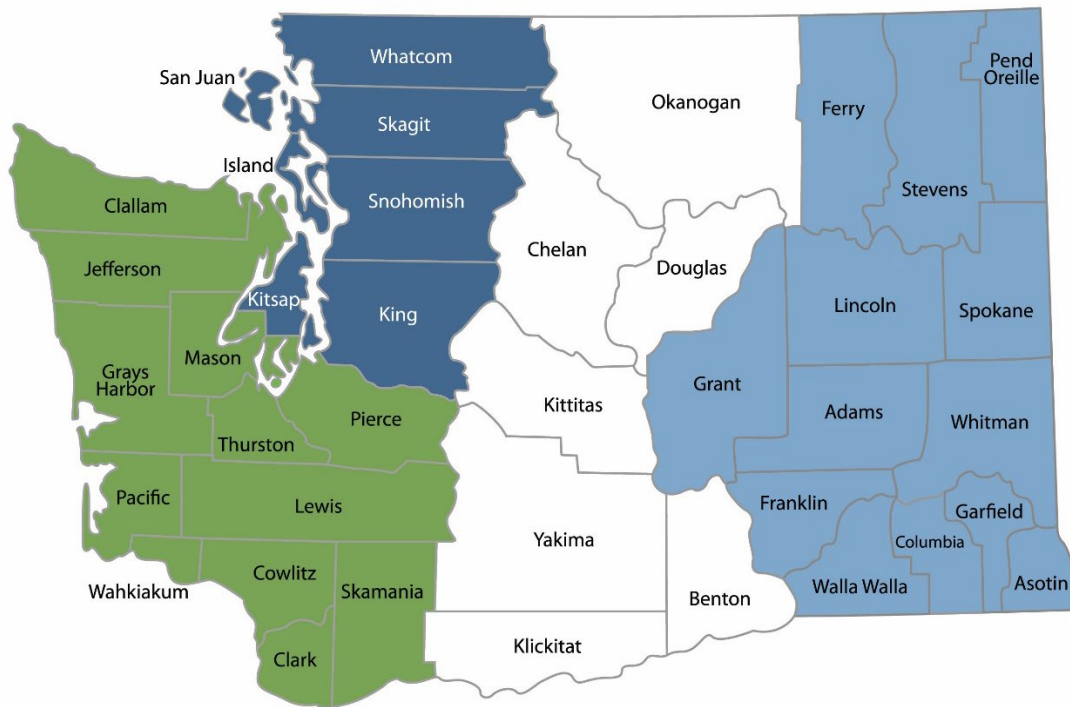 Whatcom
San Juan
Okanogan
Pend
Oreille
Ferry
Skagit
Island
Stevens
Snohomish
Clallam
Chelan
Jefferson
Douglas
Kitsap
King
Lincoln
Spokane
Mason
Grays
Harbor
Grant
Kittitas
Adams
Pierce
Whitman
Thurston
Pacific
Lewis
Franklin
Garfield
Yakima
Columbia
Cowlitz
Wahkiakum
Skamania
Walla Walla
Asotin
Benton
Klickitat
Clark